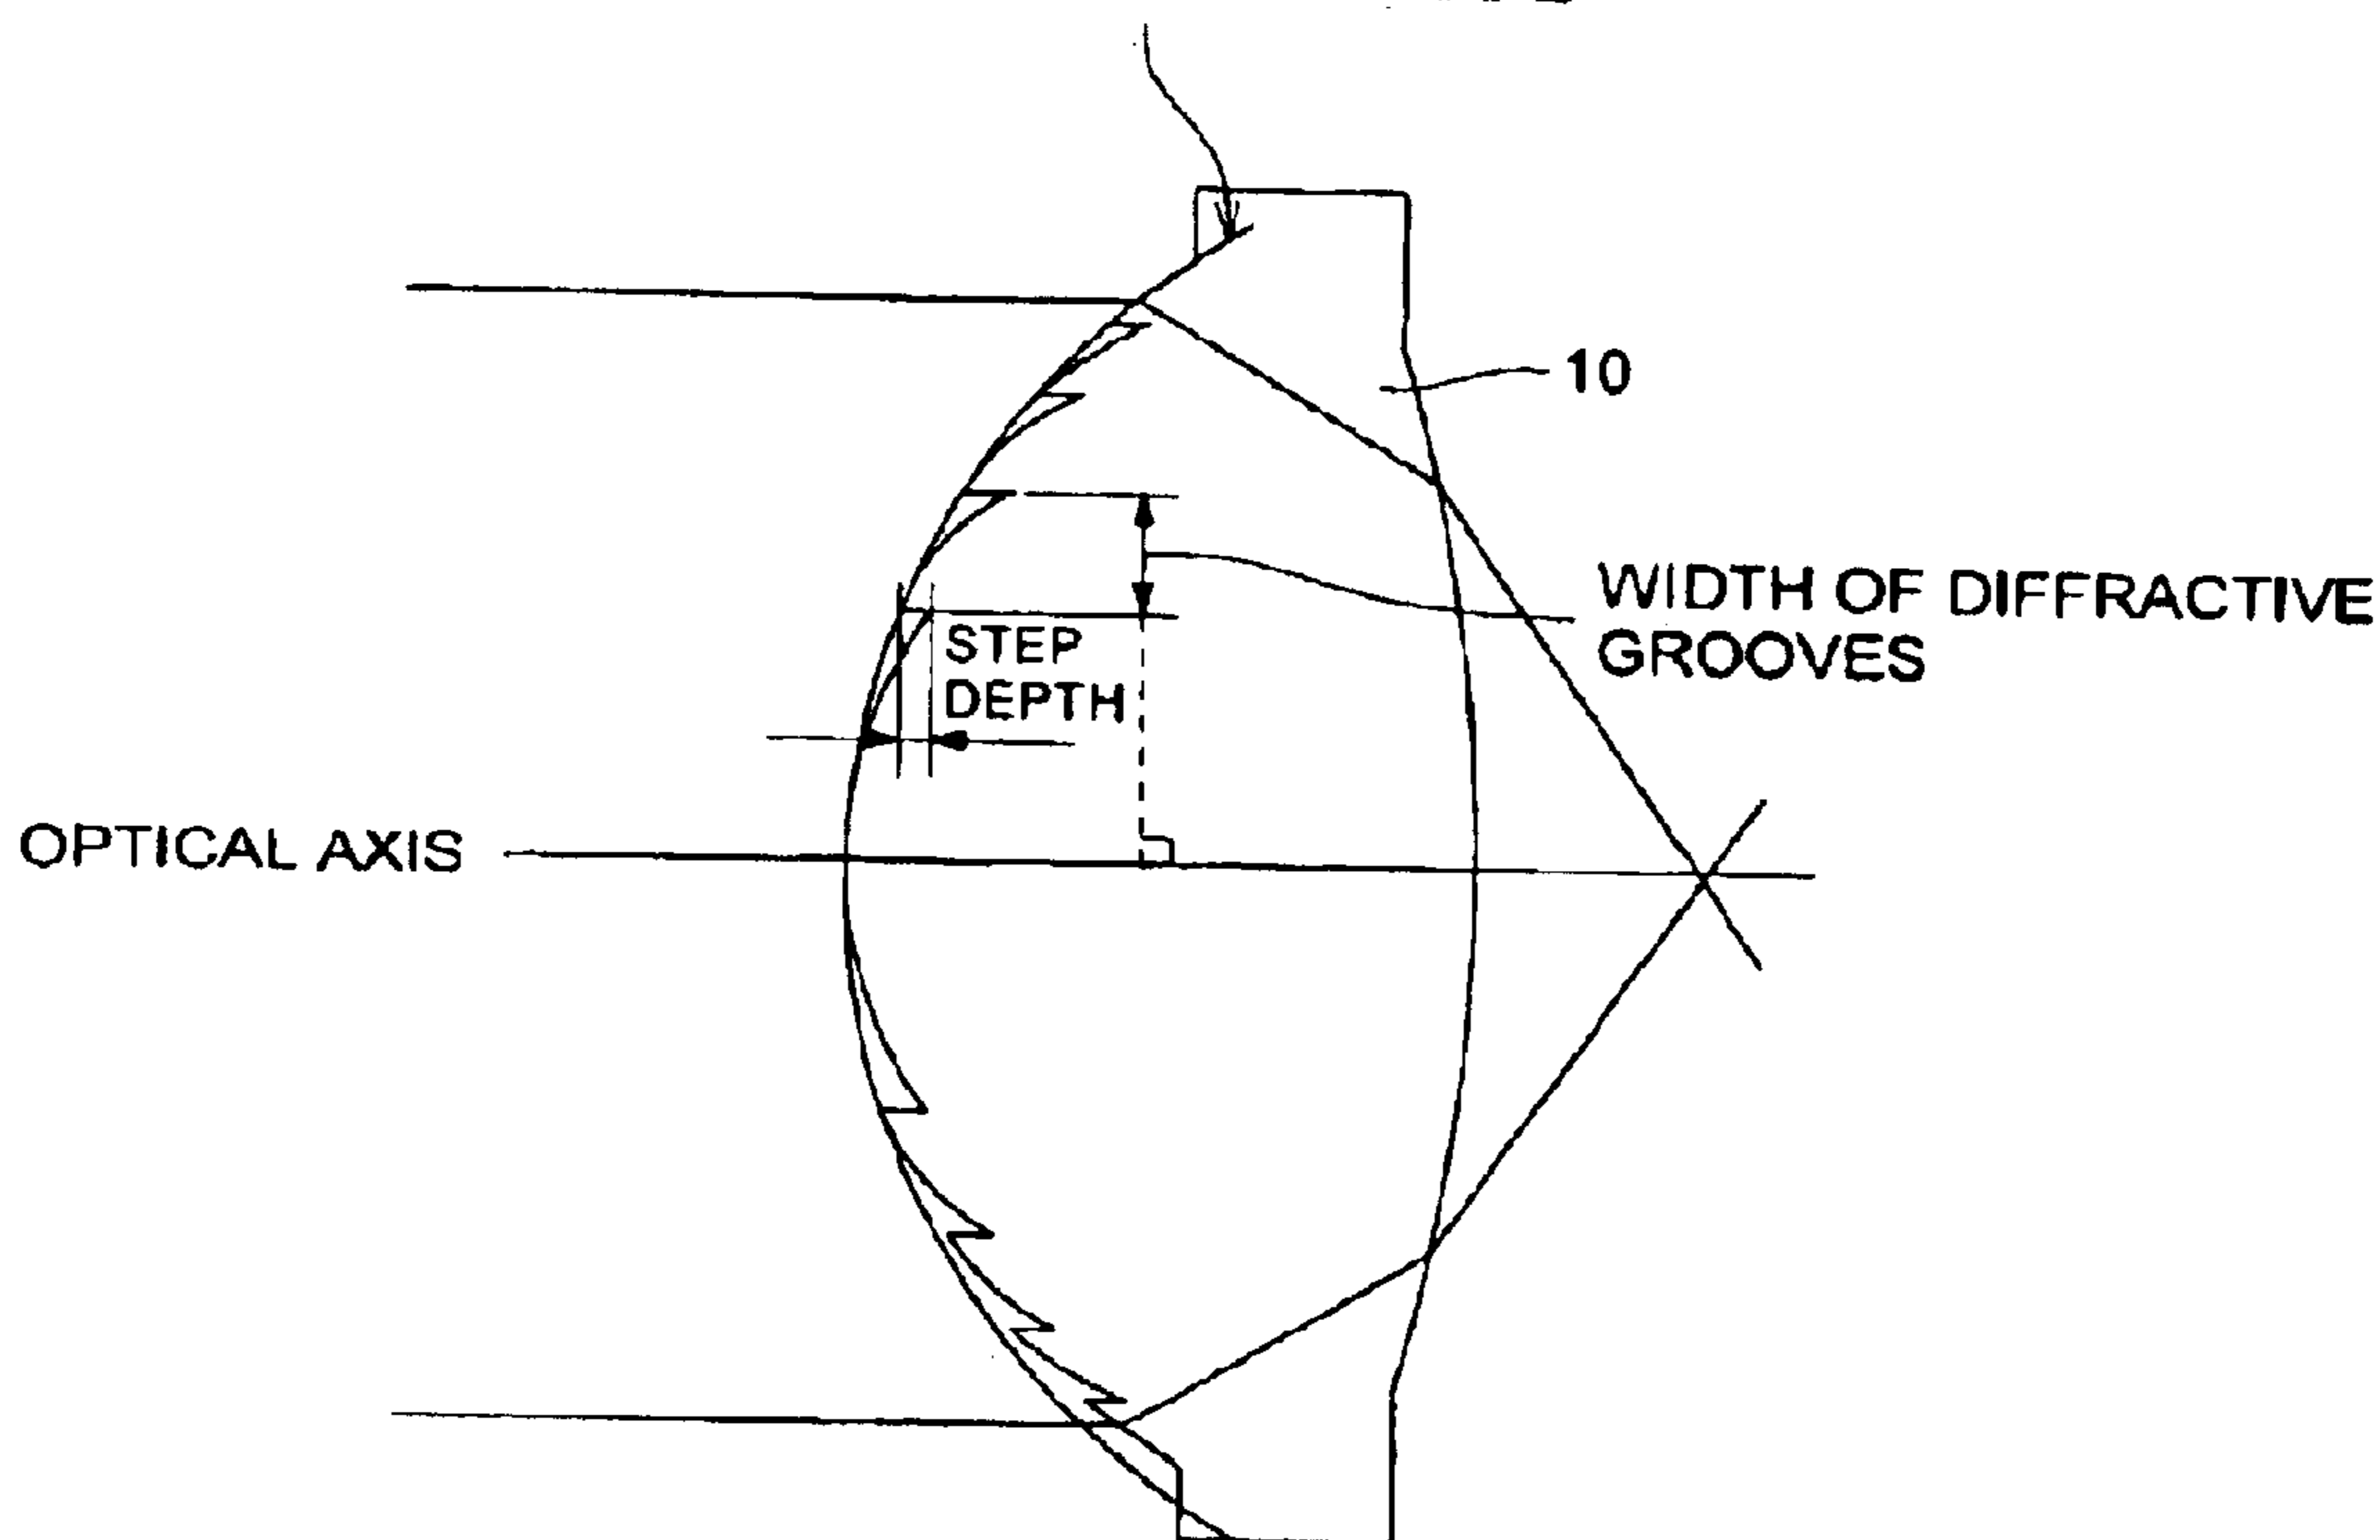 10
WIDTH OF DIFFRACTIVE
GROOVES
STEP
DEPTH
OPTICAL AXIS